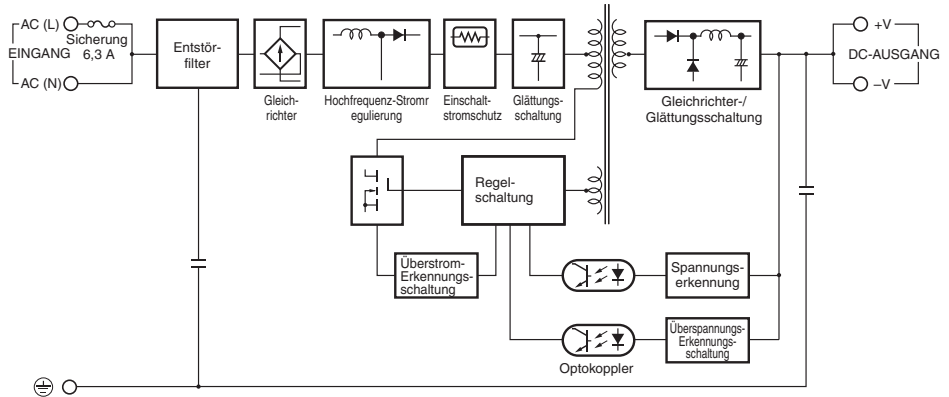 AC (L)
Sicherung
6,3 A
EINGANG
AC (N)
Entstör-
filter
Gleich-
richter
Hochfrequenz-Stromr
egulierung
Einschalt-
stromschutz
Glättungs-
schaltung
Gleichrichter-/
Glättungsschaltung
+V
DC-AUSGANG
–V
Regel-
schaltung
Überstrom-
Erkennungs-
schaltung
Spannungs-
erkennung
Überspannungs-
Erkennungs-
schaltung
Optokoppler